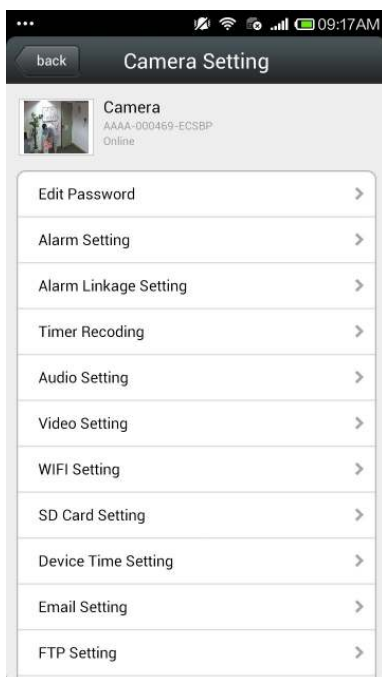 09:17AM
back
Camera Setting
Camera
AAAA-000469-ECSBP
Online
Edit Password
Alarm Setting
Alarm Linkage Setting
Timer Recoding
Audio Setting
Video Setting
WIFI Setting
SD Card Setting
Device Time Setting
Email Setting
FTP Setting